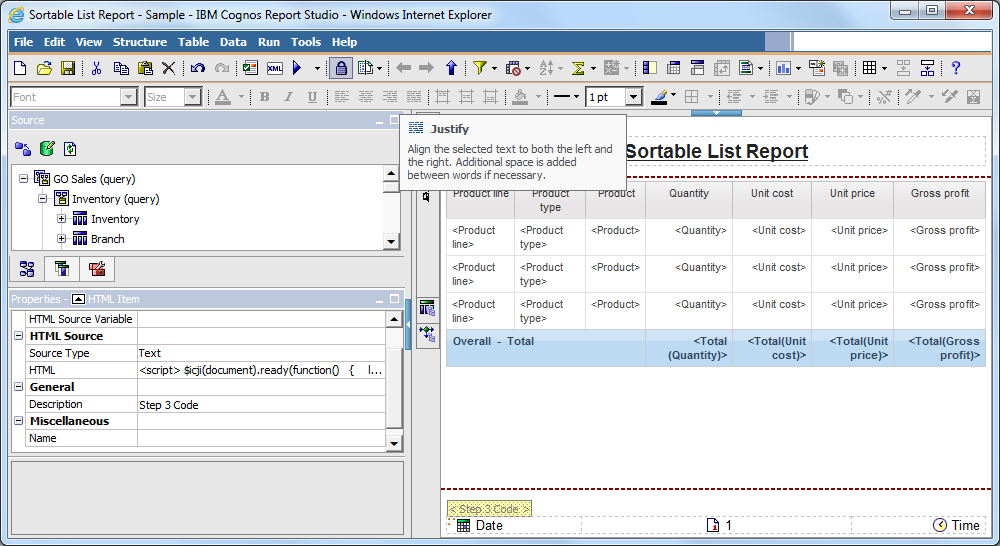 Sortable List Report - Sample - IBM Cognos Report Studio - Windows Internet Explorer
File Edit View Structure Table Data Run Tools Help
XML
Font Size A B I U 1pt
Source
Justify
Align the selected text to both the left and
the right. Additional space is added
between words if necessary.
Sortable List Report
GO Sales (query)
Inventory (query)
Inventory
Branch
Product line Product type Product Quantity Unit cost Unit price Gross profit
<Product line> <Product type> <Product> <Quantity> <Unit cost> <Unit price> <Gross profit>
<Product line> <Product type> <Product> <Quantity> <Unit cost> <Unit price> <Gross profit>
<Product line> <Product type> <Product> <Quantity> <Unit cost> <Unit price> <Gross profit>
Overall - Total <Total (Quantity)> <Total(Unit cost)> <Total(Unit price)> <Total(Gross profit)>
Properties - HTML Item
HTML Source Variable
HTML Source
Source Type Text
HTML <script> $icji(document).ready(function() { l...
General
Description Step 3 Code
Miscellaneous
Name
< Step 3 Code >
Date 1 Time